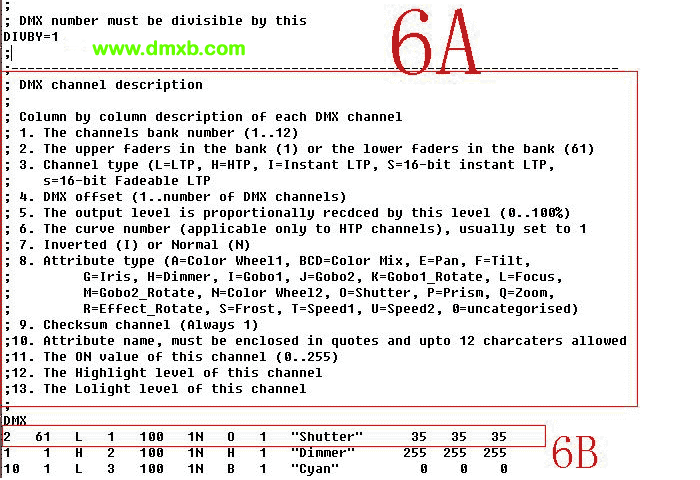 ;
; DMX number must be divisible by this
DIVBY=1
www.dmxb.com
;
6A
;------------------------------------------------------------------------------
; DMX channel description
;
; Column by column description of each DMX channel
; 1. The channels bank number (1..12)
; 2. The upper faders in the bank (1) or the lower faders in the bank (61)
; 3. Channel type (L=LTP, H=HTP, I=Instant LTP, S=16-bit instant LTP,
; s=16-bit Fadeable LTP
; 4. DMX offset (1..number of DMX channels)
; 5. The output level is proportionally recdced by this level (0..100%)
; 6. The curve number (applicable only to HTP channels), usually set to 1
; 7. Inverted (I) or Normal (N)
; 8. Attribute type (A=Color Wheel1, BCD=Color Mix, E=Pan, F=Tilt,
; G=Iris, H=Dimmer, I=Gobo1, J=Gobo2, K=Gobo1_Rotate, L=Focus,
; M=Gobo2_Rotate, N=Color Wheel2, O=Shutter, P=Prism, Q=Zoom,
; R=Effect_Rotate, S=Frost, T=Speed1, U=Speed2, 0=uncategorised)
; 9. Checksum channel (Always 1)
;10. Attribute name, must be enclosed in quotes and upto 12 charcaters allowed
;11. The ON value of this channel (0..255)
;12. The Highlight level of this channel
;13. The Lolight level of this channel
;
DMX
2 61 L 1 100 1N O 1 "Shutter" 35 35 35
1 1 H 2 100 1N H 1 "Dimmer" 255 255 255
10 1 L 3 100 1N B 1 "Cyan" 0 0 0
6B